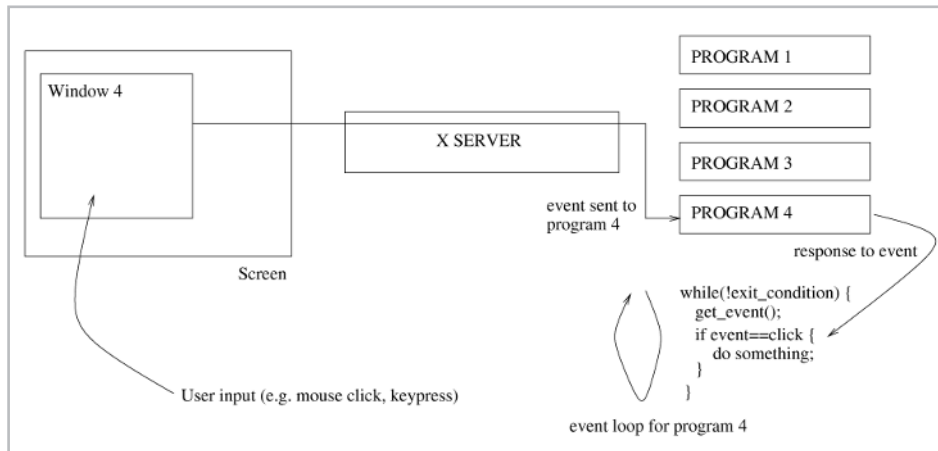 PROGRAM 1
Window 4
PROGRAM 2
X SERVER
PROGRAM 3
event sent to
program 4
PROGRAM 4
response to event
Screen
while(!exit_condition) {
get_event();
if event==click {
do something;
}
}
User input (e.g. mouse click, keypress)
event loop for program 4